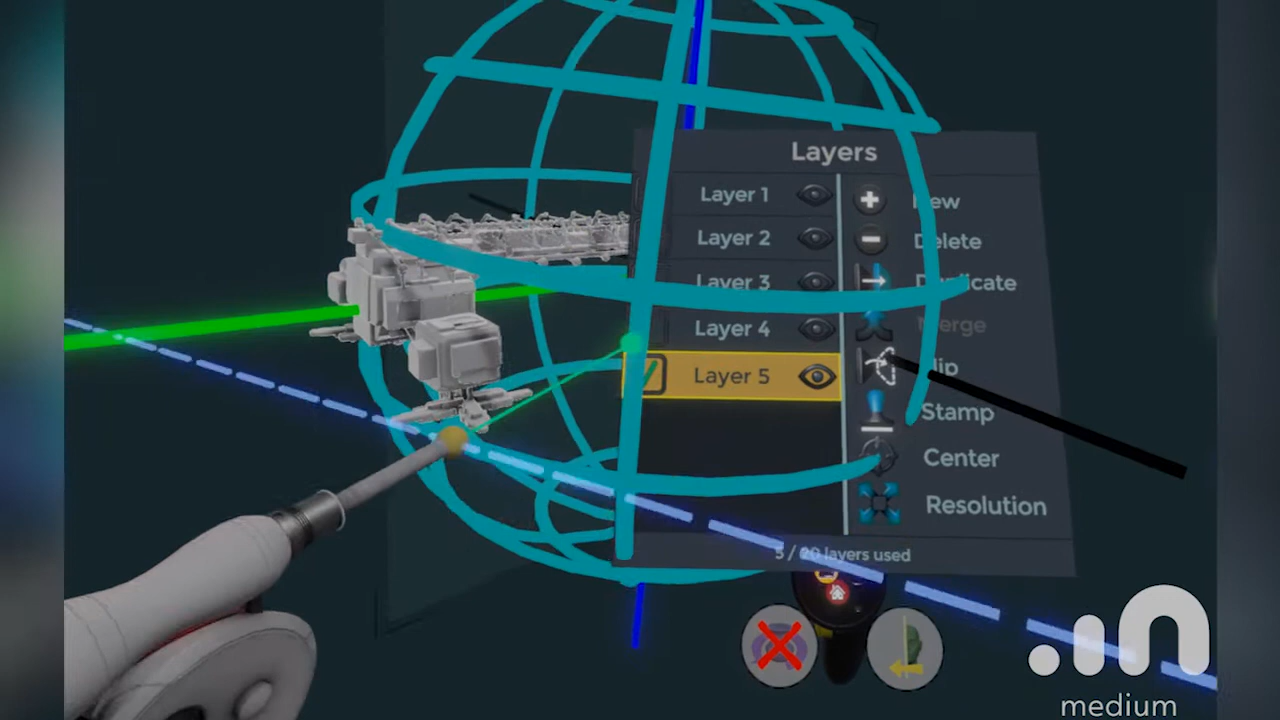 Layers
Layer 1
Layer 2
Layer 3
Layer 4
Layer 5
New
Delete
Duplicate
Merge
Flip
Stamp
Center
Resolution
5 / 20 layers used
medium